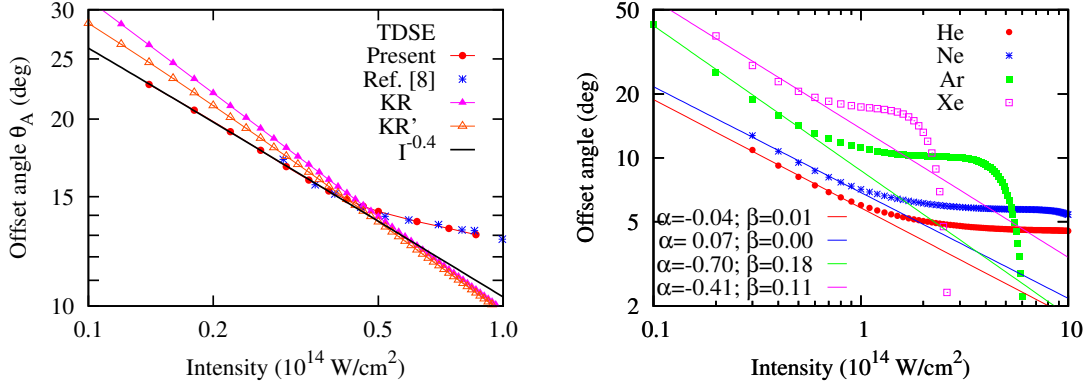 30
25
20
15
10
Offset angle θA (deg)
TDSE
Present
Ref. [8]
KR
KR'
I-0.4
0.1
0.2
0.5
1.0
Intensity (10^14 W/cm^2)
50
20
10
5
2
Offset angle (deg)
He
Ne
Ar
Xe
α=-0.04; β=0.01
α= 0.07; β=0.00
α=-0.70; β=0.18
α=-0.41; β=0.11
0.1
1
10
Intensity (10^14 W/cm^2)